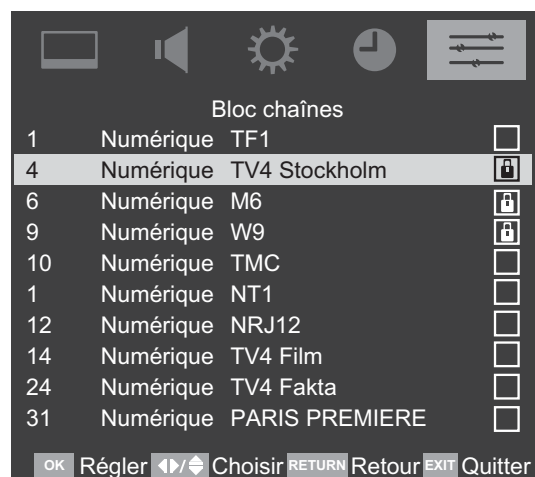 Bloc chaînes
1 Numérique TF1
4 Numérique TV4 Stockholm
6 Numérique M6
9 Numérique W9
10 Numérique TMC
1 Numérique NT1
12 Numérique NRJ12
14 Numérique TV4 Film
24 Numérique TV4 Fakta
31 Numérique PARIS PREMIERE
OK Régler Choisir RETURN Retour EXIT Quitter